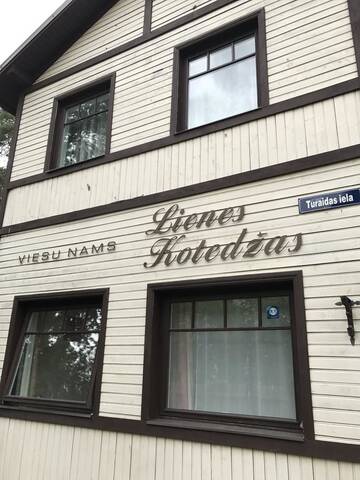 Turaidas iela
VIESU NAMS
Lienes
Kotedžas